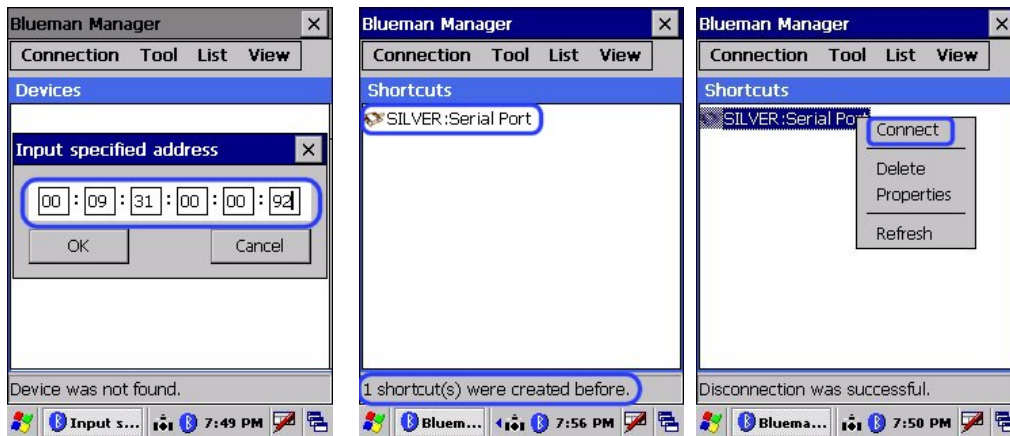 Blueman Manager
Connection Tool List View
Devices
Input specified address
00 : 09 : 31 : 00 : 00 : 92
OK Cancel
Device was not found.
Input s... 7:49 PM
Blueman Manager
Connection Tool List View
Shortcuts
SILVER:Serial Port
1 shortcut(s) were created before.
Bluem... 7:56 PM
Blueman Manager
Connection Tool List View
Shortcuts
SILVER:Serial Port
Connect
Delete
Properties
Refresh
Disconnection was successful.
Bluema... 7:50 PM